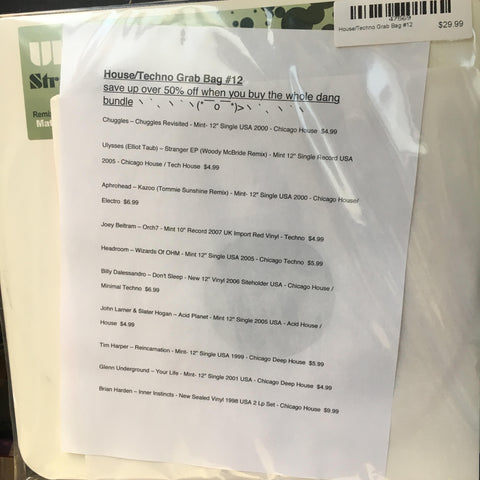 47669
House/Techno Grab Bag #12 $29.99
Str
Remix
Mat
House/Techno Grab Bag #12
save up over 50% off when you buy the whole dang
bundle
Chuggles – Chuggles Revisited - Mint- 12" Single USA 2000 - Chicago House $4.99
Ulysses (Elliot Taub) – Stranger EP (Woody McBride Remix) - Mint 12" Single Record USA
2005 - Chicago House / Tech House $4.99
Aphrohead – Kazoo (Tommie Sunshine Remix) - Mint- 12" Single USA 2000 - Chicago House/
Electro $6.99
Joey Beltram – Orch7 - Mint 10" Record 2007 UK Import Red Vinyl - Techno $4.99
Headroom – Wizards Of OHM - Mint 12" Single USA 2005 - Chicago Techno $5.99
Billy Dalessandro – Don't Sleep - New 12" Vinyl 2006 Siteholder USA - Chicago House /
Minimal Techno $6.99
John Larner & Slater Hogan – Acid Planet - Mint 12" Single 2005 USA - Acid House /
House $4.99
Tim Harper – Reincarnation - Mint- 12" Single USA 1999 - Chicago Deep House $5.99
Glenn Underground – Your Life - Mint- 12" Single 2001 USA - Chicago Deep House $4.99
Brian Harden – Inner Instincts - New Sealed Vinyl 1998 USA 2 Lp Set - Chicago House $9.99